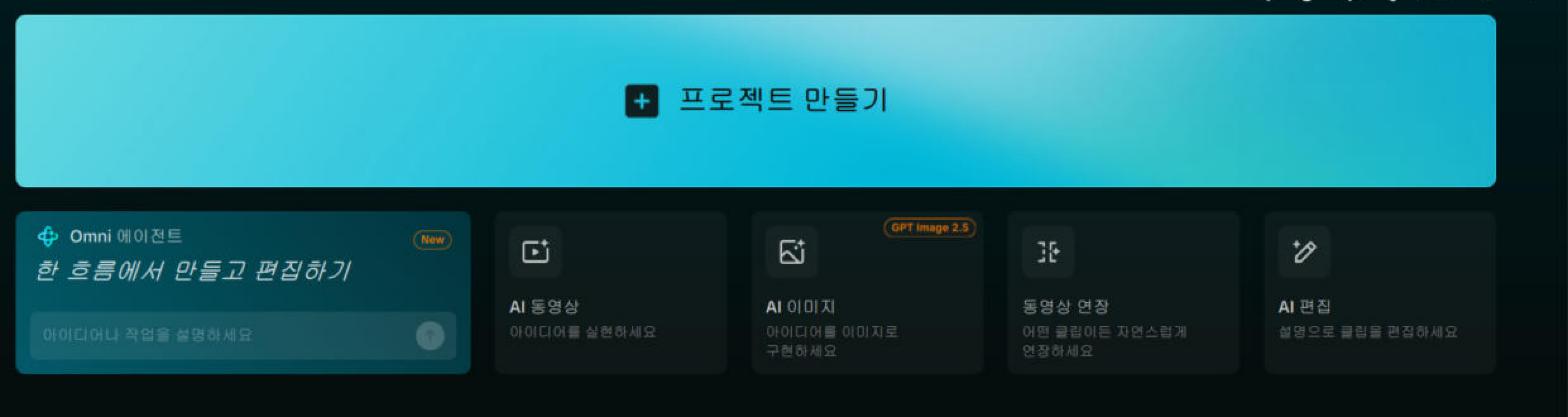 프로젝트 만들기
Omni 에이전트
New
한 흐름에서 만들고 편집하기
아이디어나 작업을 설명하세요
AI 동영상
아이디어를 실현하세요
GPT Image 2.5
AI 이미지
아이디어를 이미지로
구현하세요
동영상 연장
어떤 클립이든 자연스럽게
연장하세요
AI 편집
설명으로 클립을 편집하세요